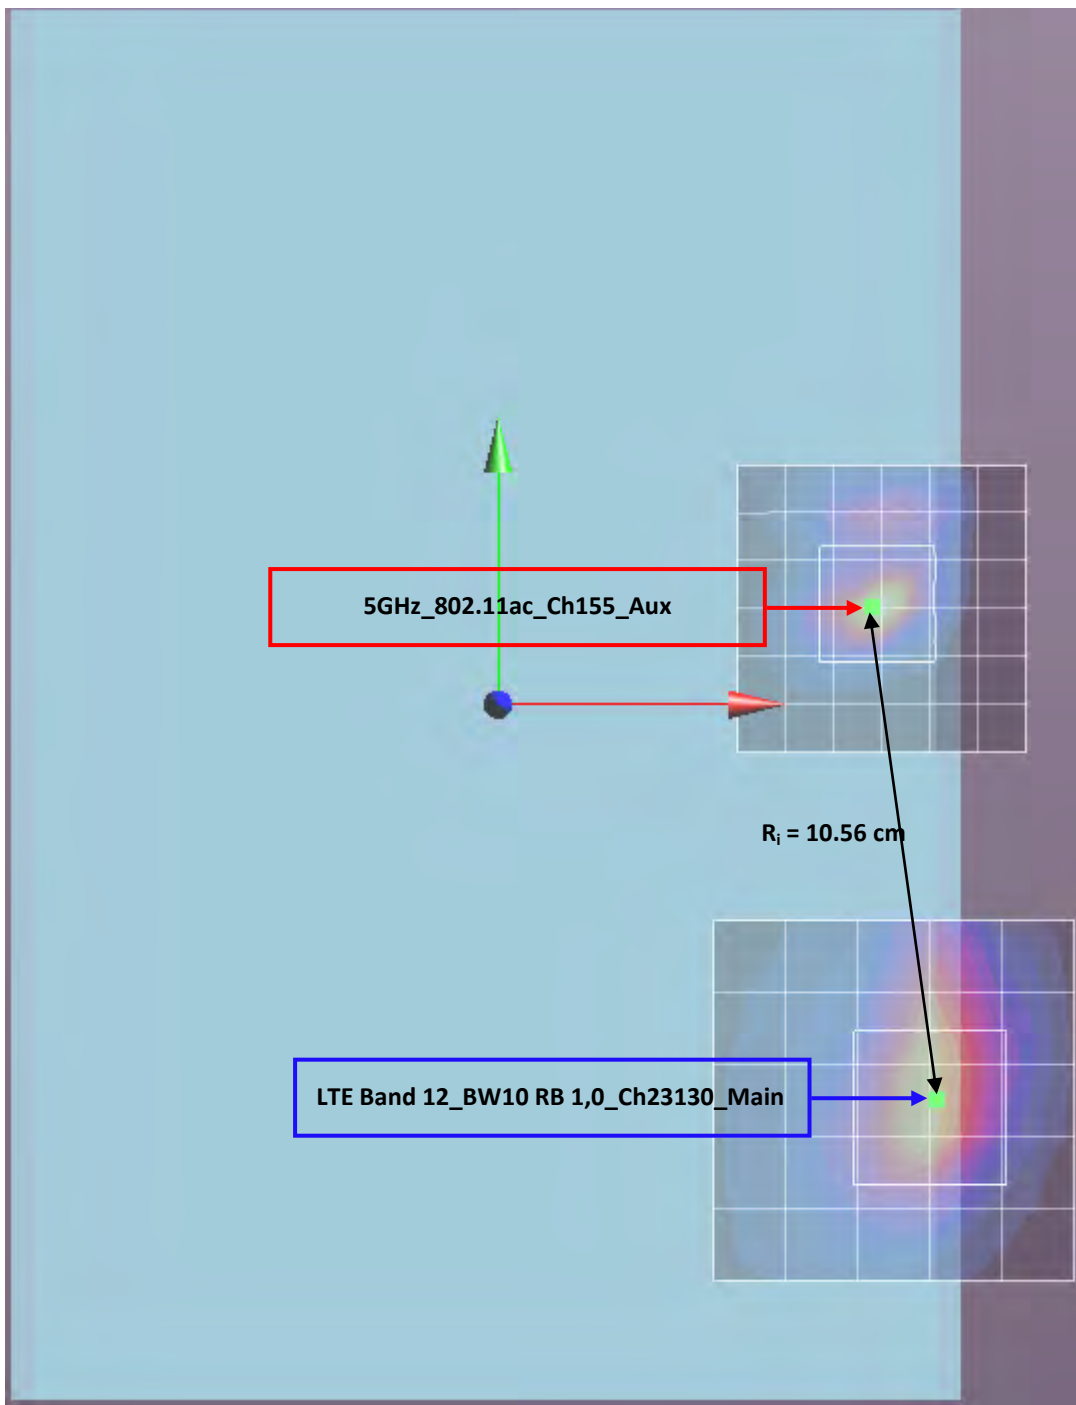 5GHz_802.11ac_Ch155_Aux
Rᵢ = 10.56 cm
LTE Band 12_BW10 RB 1,0_Ch23130_Main